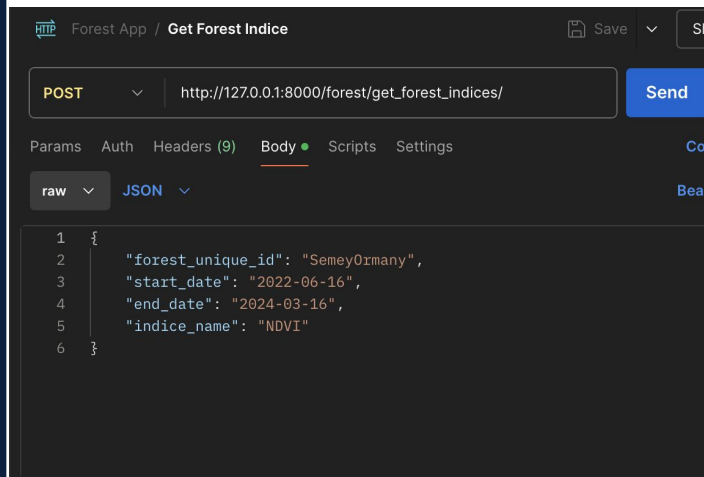 HTTP Forest App / Get Forest Indice Save
POST http://127.0.0.1:8000/forest/get_forest_indices/ Send
Params Auth Headers (9) Body Scripts Settings
raw JSON
1 {
2 "forest_unique_id": "SemeyOrmany",
3 "start_date": "2022-06-16",
4 "end_date": "2024-03-16",
5 "indice_name": "NDVI"
6 }